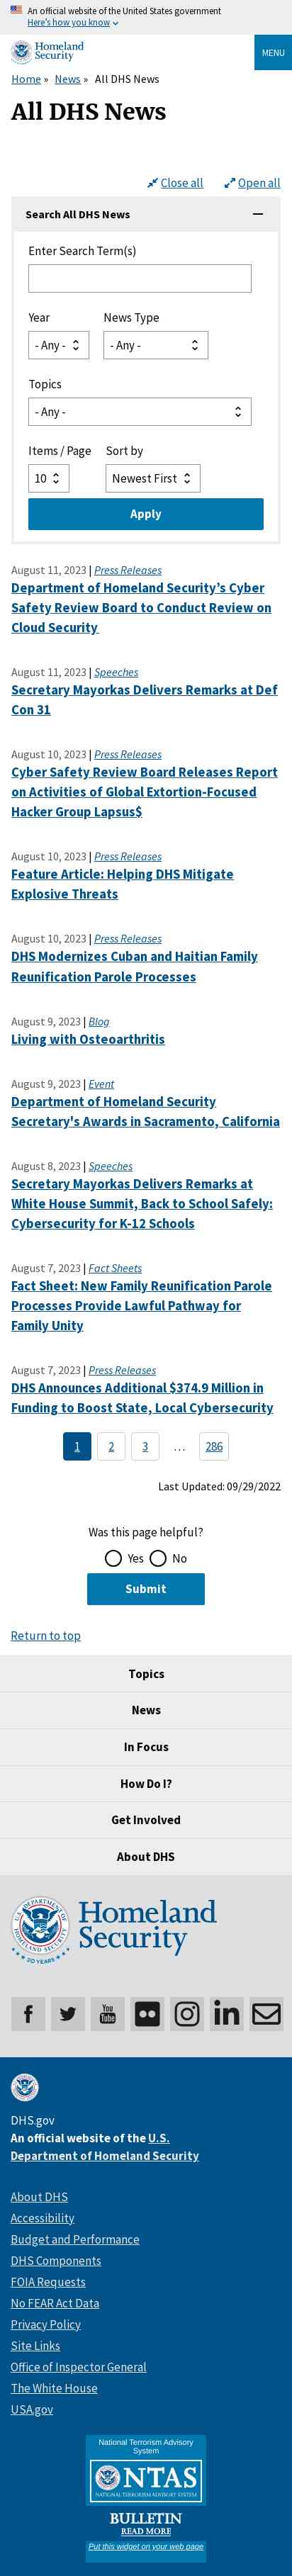 An official website of the United States government
Here's how you know
Homeland
Security
MENU
Home » News » All DHS News
All DHS News
Close all Open all
Search All DHS News
Enter Search Term(s)
Year News Type
- Any - - Any -
Topics
- Any -
Items / Page Sort by
10 Newest First
Apply
August 11, 2023 | Press Releases
Department of Homeland Security’s Cyber
Safety Review Board to Conduct Review on
Cloud Security
August 11, 2023 | Speeches
Secretary Mayorkas Delivers Remarks at Def
Con 31
August 10, 2023 | Press Releases
Cyber Safety Review Board Releases Report
on Activities of Global Extortion-Focused
Hacker Group Lapsus$
August 10, 2023 | Press Releases
Feature Article: Helping DHS Mitigate
Explosive Threats
August 10, 2023 | Press Releases
DHS Modernizes Cuban and Haitian Family
Reunification Parole Processes
August 9, 2023 | Blog
Living with Osteoarthritis
August 9, 2023 | Event
Department of Homeland Security
Secretary's Awards in Sacramento, California
August 8, 2023 | Speeches
Secretary Mayorkas Delivers Remarks at
White House Summit, Back to School Safely:
Cybersecurity for K-12 Schools
August 7, 2023 | Fact Sheets
Fact Sheet: New Family Reunification Parole
Processes Provide Lawful Pathway for
Family Unity
August 7, 2023 | Press Releases
DHS Announces Additional $374.9 Million in
Funding to Boost State, Local Cybersecurity
1 2 3 … 286
Last Updated: 09/29/2022
Was this page helpful?
Yes No
Submit
Return to top
Topics
News
In Focus
How Do I?
Get Involved
About DHS
Homeland
Security
20 YEARS
You
Tube
DHS.gov
An official website of the U.S.
Department of Homeland Security
About DHS
Accessibility
Budget and Performance
DHS Components
FOIA Requests
No FEAR Act Data
Privacy Policy
Site Links
Office of Inspector General
The White House
USA.gov
National Terrorism Advisory
System
NTAS
NATIONAL TERRORISM ADVISORY SYSTEM
BULLETIN
READ MORE
Put this widget on your web page